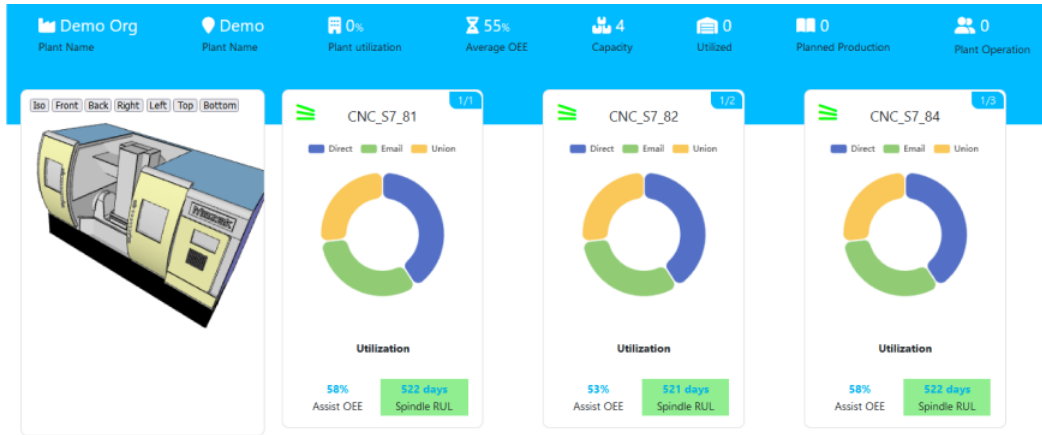 Demo Org
Plant Name
Demo
Plant Name
0%
Plant utilization
55%
Average OEE
4
Capacity
0
Utilized
0
Planned Production
0
Plant Operation
Iso Front Back Right Left Top Bottom
Mazak
1/1
CNC_S7_81
Direct Email Union
Utilization
58% 522 days
Assist OEE Spindle RUL
1/2
CNC_S7_82
Direct Email Union
Utilization
53% 521 days
Assist OEE Spindle RUL
1/3
CNC_S7_84
Direct Email Union
Utilization
58% 522 days
Assist OEE Spindle RUL